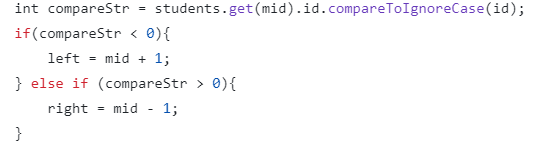 int compareStr = students.get(mid).id.compareToIgnoreCase(id);
if(compareStr < 0){
    left = mid + 1;
} else if (compareStr > 0){
    right = mid - 1;
}